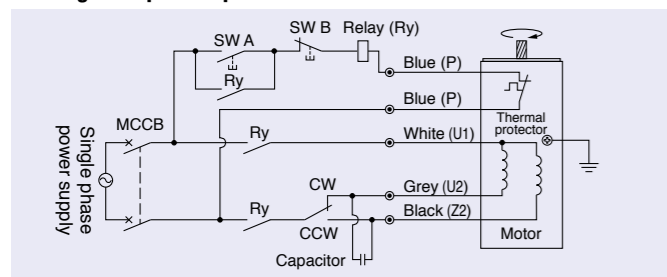 SW A
SW B
Relay (Ry)
Ry
Blue (P)
Blue (P)
Thermal
protector
MCCB
Ry
White (U1)
Single phase
power supply
CW
Grey (U2)
Ry
Black (Z2)
CCW
Motor
Capacitor